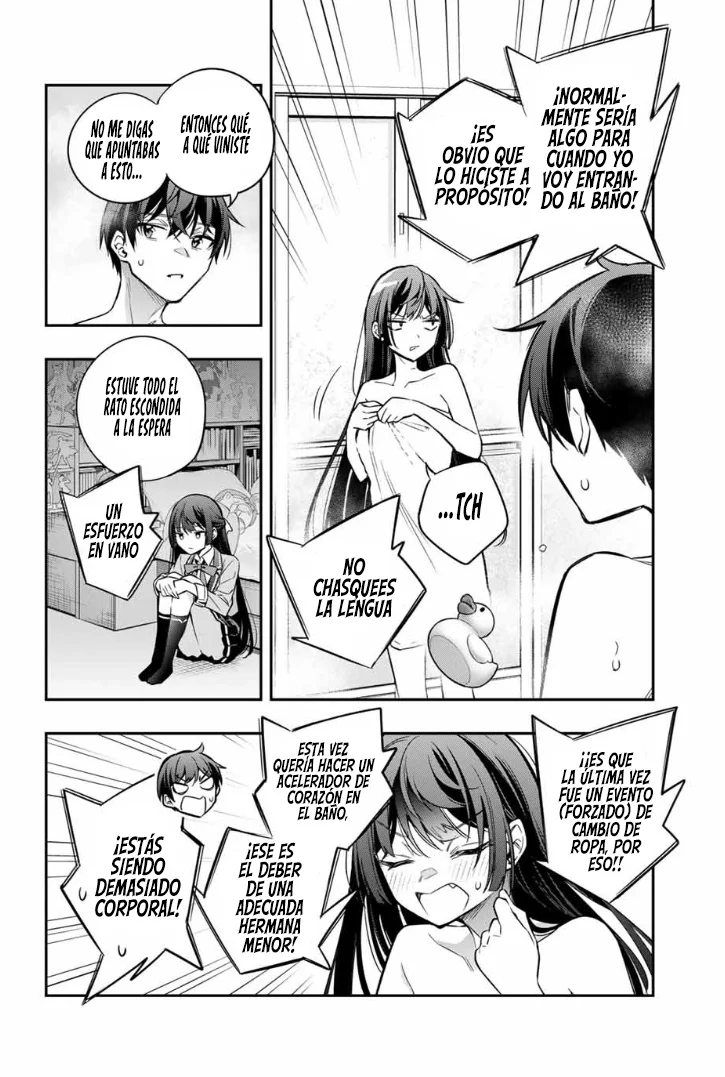 ¡NORMAL-
MENTE SERÍA
ALGO PARA
CUANDO YO
VOY ENTRAN-
DO AL BAÑO!
¡ES
OBVIO QUE
LO HICISTE A
PROPÓSITO!
...TCH
NO
CHASQUEES
LA LENGUA
ENTONCES QUÉ,
A QUÉ VINISTE
NO ME DIGAS
QUE APUNTABAS
A ESTO...
ESTUVE TODO EL
RATO ESCONDIDA
A LA ESPERA
UN
ESFUERZO
EN VANO
¡¡ES QUE
LA ÚLTIMA VEZ
FUE UN EVENTO
(FORZADO) DE
CAMBIO DE
ROPA, POR
ESO!!
ESTA VEZ
QUERÍA HACER UN
ACELERADOR DE
CORAZÓN EN
EL BAÑO,
¡ESE ES
EL DEBER
DE UNA
ADECUADA
HERMANA
MENOR!
¡ESTÁS
SIENDO
DEMASIADO
CORPORAL!